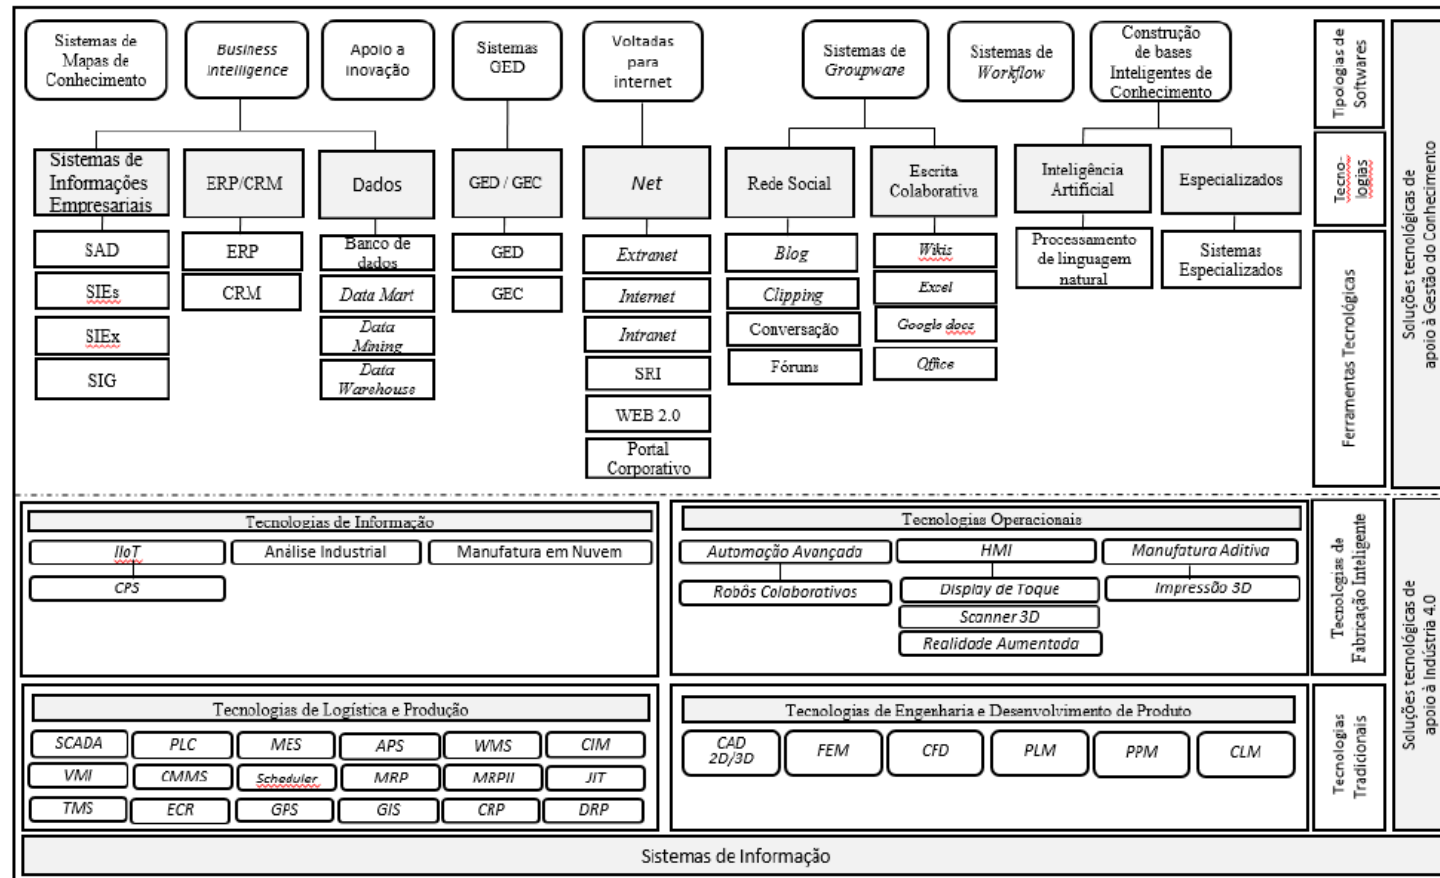 Sistemas de
Mapas de
Conhecimento
Business
Intelligence
Apoio a
inovação
Sistemas
GED
Voltadas
para
internet
Sistemas de
Groupware
Sistemas de
Workflow
Construção
de bases
Inteligentes de
Conhecimento
Tipologias de
Softwares
Sistemas de
Informações
Empresariais
ERP/CRM
Dados
GED / GEC
Net
Rede Social
Escrita
Colaborativa
Inteligência
Artificial
Especializados
Tecno-
logias
SAD
SIEs
SIEx
SIG
ERP
CRM
Banco de
dados
Data Mart
Data
Mining
Data
Warehouse
GED
GEC
Extranet
Internet
Intranet
SRI
WEB 2.0
Portal
Corporativo
Blog
Clipping
Conversação
Fóruns
Wikis
Excel
Google docs
Office
Processamento
de linguagem
natural
Sistemas
Especializados
Ferramentas Tecnológicas
Soluções tecnológicas de
apoio à Gestão do Conhecimento
Tecnologias de Informação
IIoT
Análise Industrial
Manufatura em Nuvem
CPS
Tecnologias Operacionais
Automação Avançada
HMI
Manufatura Aditiva
Robôs Colaborativos
Display de Toque
Impressão 3D
Scanner 3D
Realidade Aumentada
Tecnologias de
Fabricação Inteligente
Tecnologias de Logística e Produção
SCADA
PLC
MES
APS
WMS
CIM
VMI
CMMS
Scheduler
MRP
MRPII
JIT
TMS
ECR
GPS
GIS
CRP
DRP
Tecnologias de Engenharia e Desenvolvimento de Produto
CAD
2D/3D
FEM
CFD
PLM
PPM
CLM
Tecnologias
Tradicionais
Soluções tecnológicas de
apoio à Indústria 4.0
Sistemas de Informação